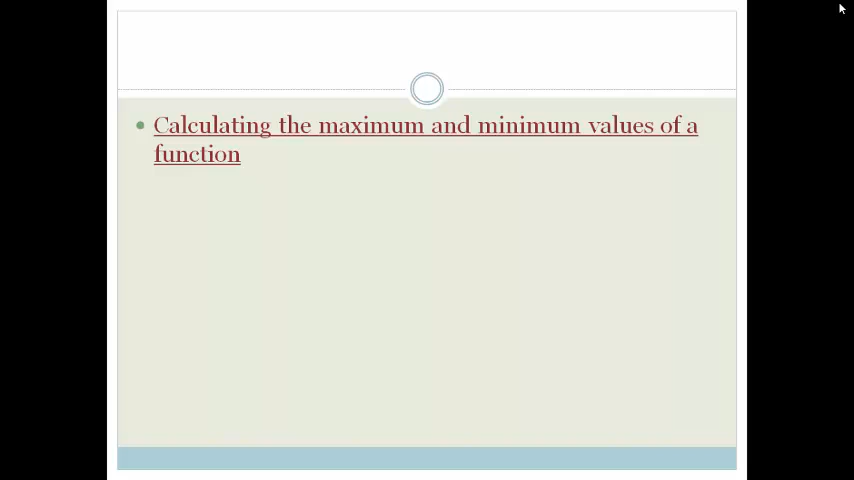 Calculating the maximum and minimum values of a
function